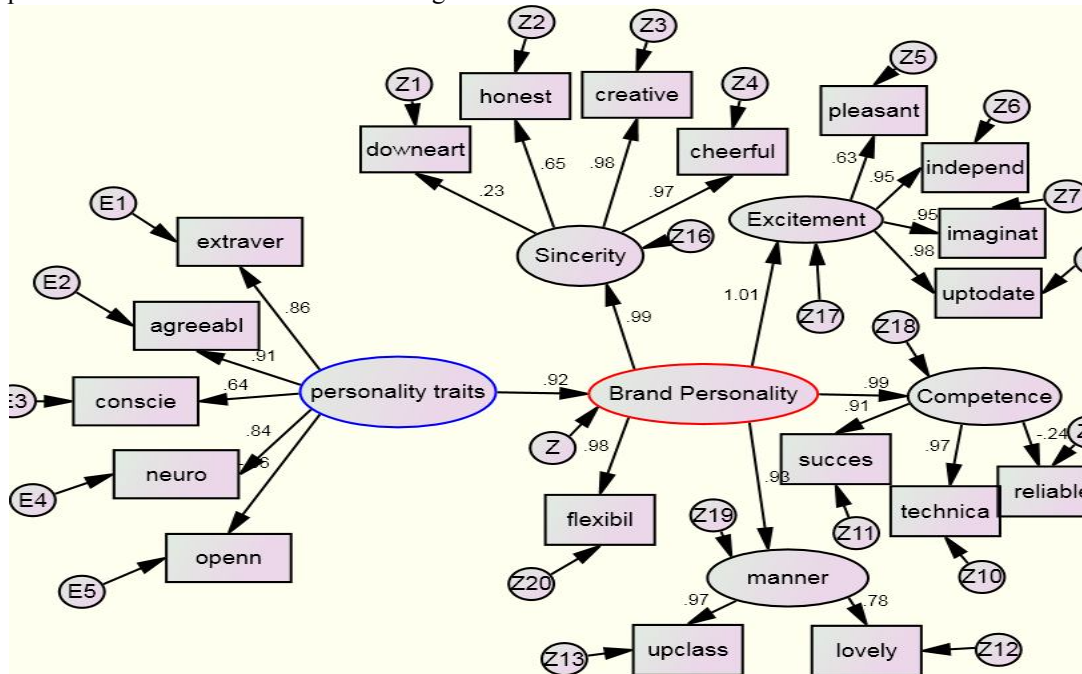 Z2
Z3
Z1
honest
creative
Z4
Z5
pleasant
Z6
downeart
cheerful
independ
.65
.98
.63
.95
.23
.97
Z7
E1
extraver
Sincerity
Z16
Excitement
.95
imaginat
.98
uptodate
E2
agreeabl
.86
.99
1.01
Z17
Z18
.91
E3
conscie
.64
personality traits
.92
Brand Personality
.99
Competence
.84
neuro
E4
Z
.98
.93
.91
.97
-.24
succes
technica
reliable
openn
E5
flexibil
Z19
Z11
Z10
Z20
manner
.97
.78
Z13
upclass
lovely
Z12